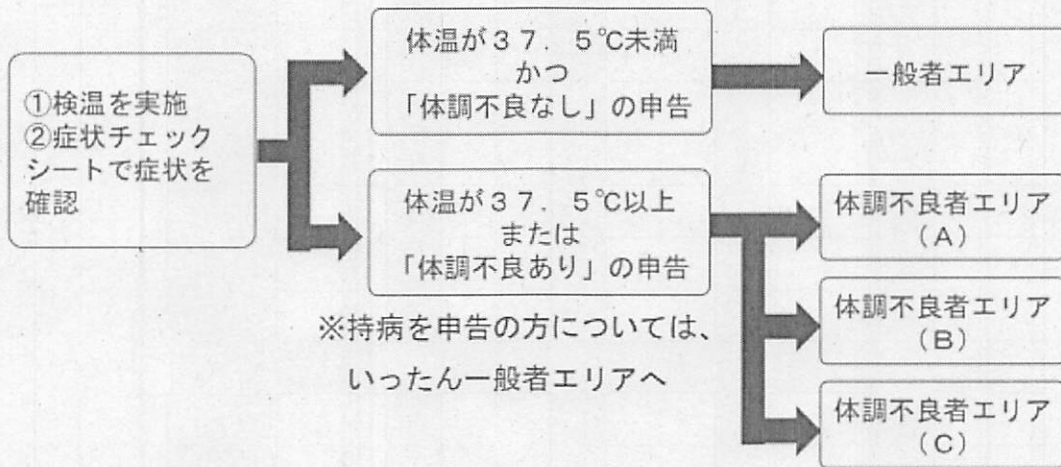 ①検温を実施
②症状チェック
シートで症状を
確認
体温が37.5℃未満
かつ
「体調不良なし」の申告
一般者エリア
体温が37.5℃以上
または
「体調不良あり」の申告
※持病を申告の方については、
いったん一般者エリアへ
体調不良者エリア
(A)
体調不良者エリア
(B)
体調不良者エリア
(C)